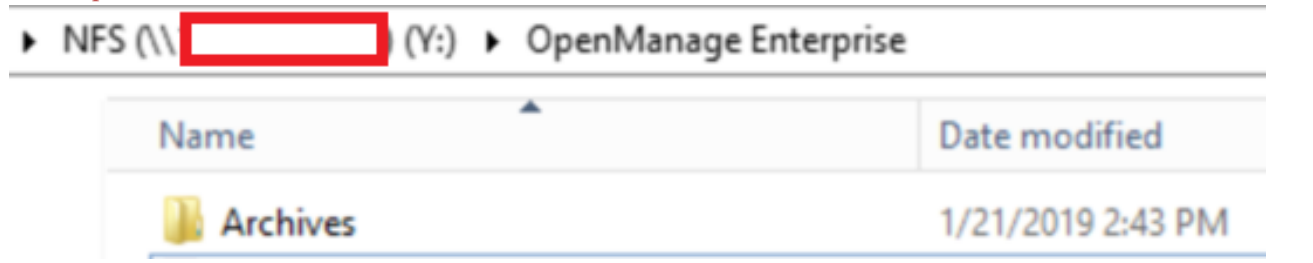 NFS (\\ ) (Y:) OpenManage Enterprise
Name Date modified
Archives 1/21/2019 2:43 PM